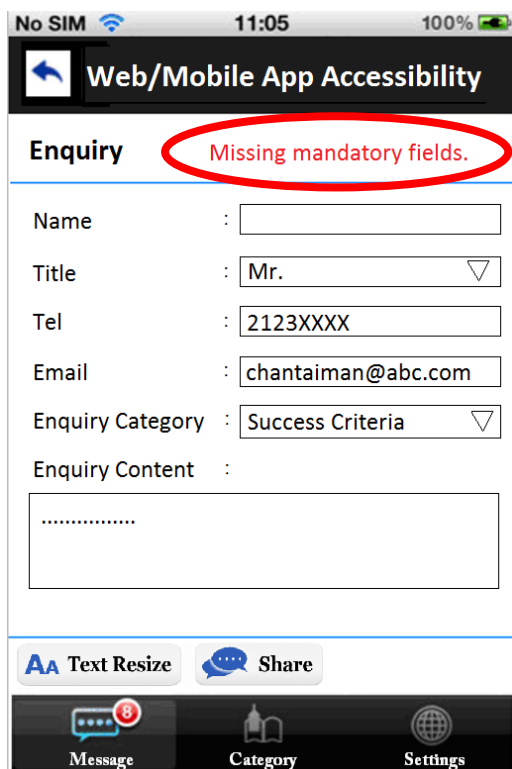 No SIM 11:05 100%
Web/Mobile App Accessibility
Enquiry Missing mandatory fields.
Name :
Title : Mr.
Tel : 2123XXXX
Email : chantaiman@abc.com
Enquiry Category : Success Criteria
Enquiry Content :
................
AA Text Resize Share
8
Message Category Settings